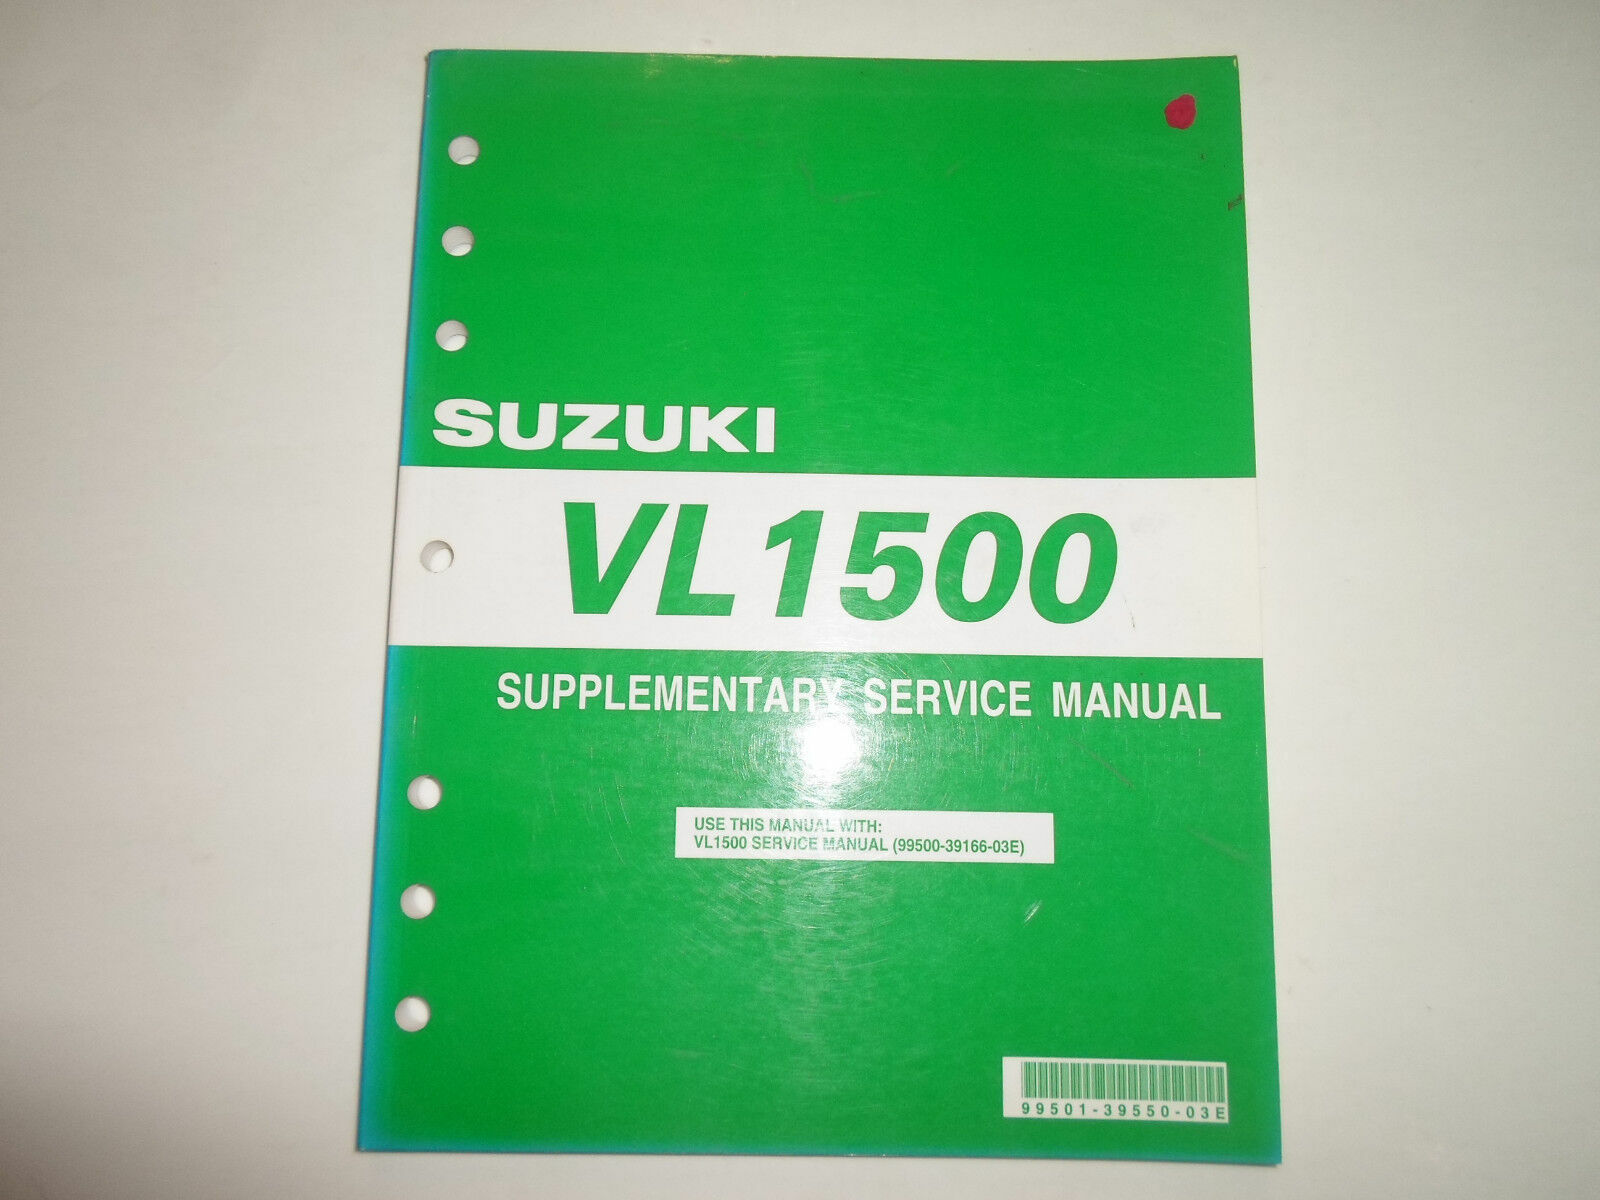 SUZUKI
VL1500
SUPPLEMENTARY SERVICE MANUAL
USE THIS MANUAL WITH:
VL1500 SERVICE MANUAL (99500-39166-03E)
99501-39550-03E